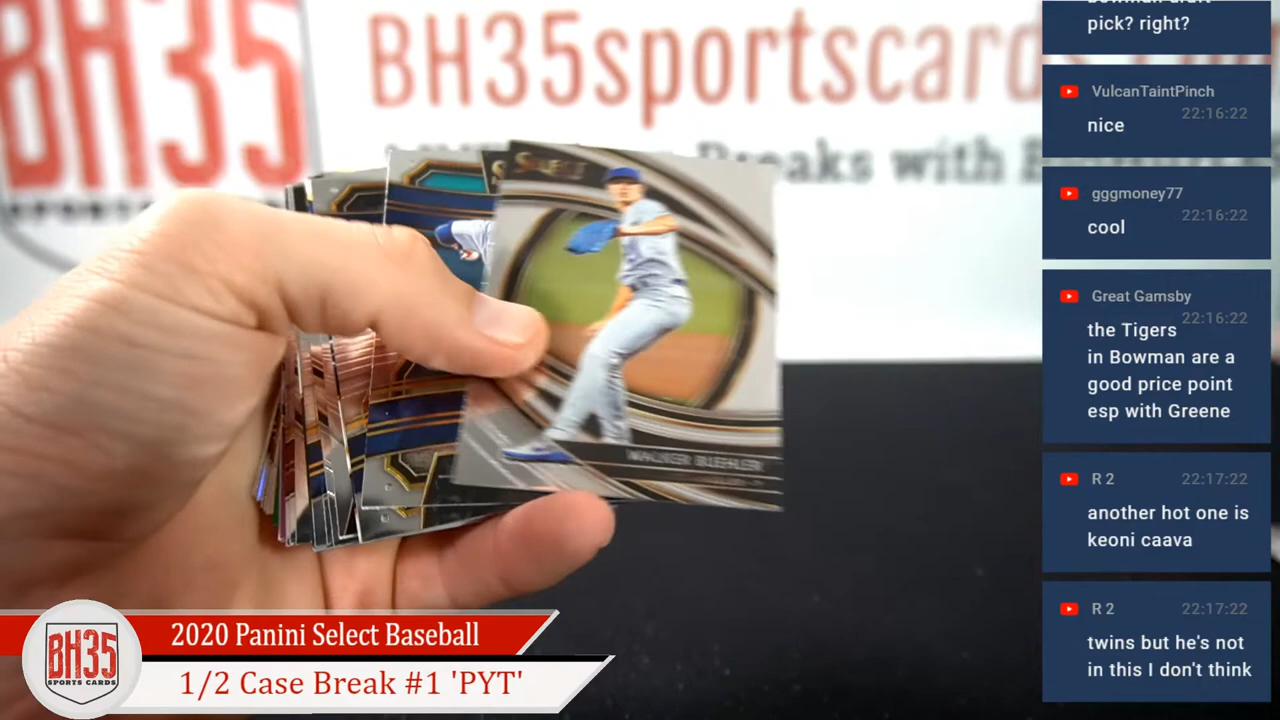 BH35
BH35sportscards
Breaks with
SELECT
WALKER BUEHLER
pick? right?
VulcanTaintPinch
22:16:22
nice
gggmoney77
22:16:22
cool
Great Gamsby
22:16:22
the Tigers
in Bowman are a
good price point
esp with Greene
R 2
22:17:22
another hot one is
keoni caava
R 2
22:17:22
twins but he's not
in this I don't think
BH35
SPORTS CARDS
2020 Panini Select Baseball
1/2 Case Break #1 'PYT'